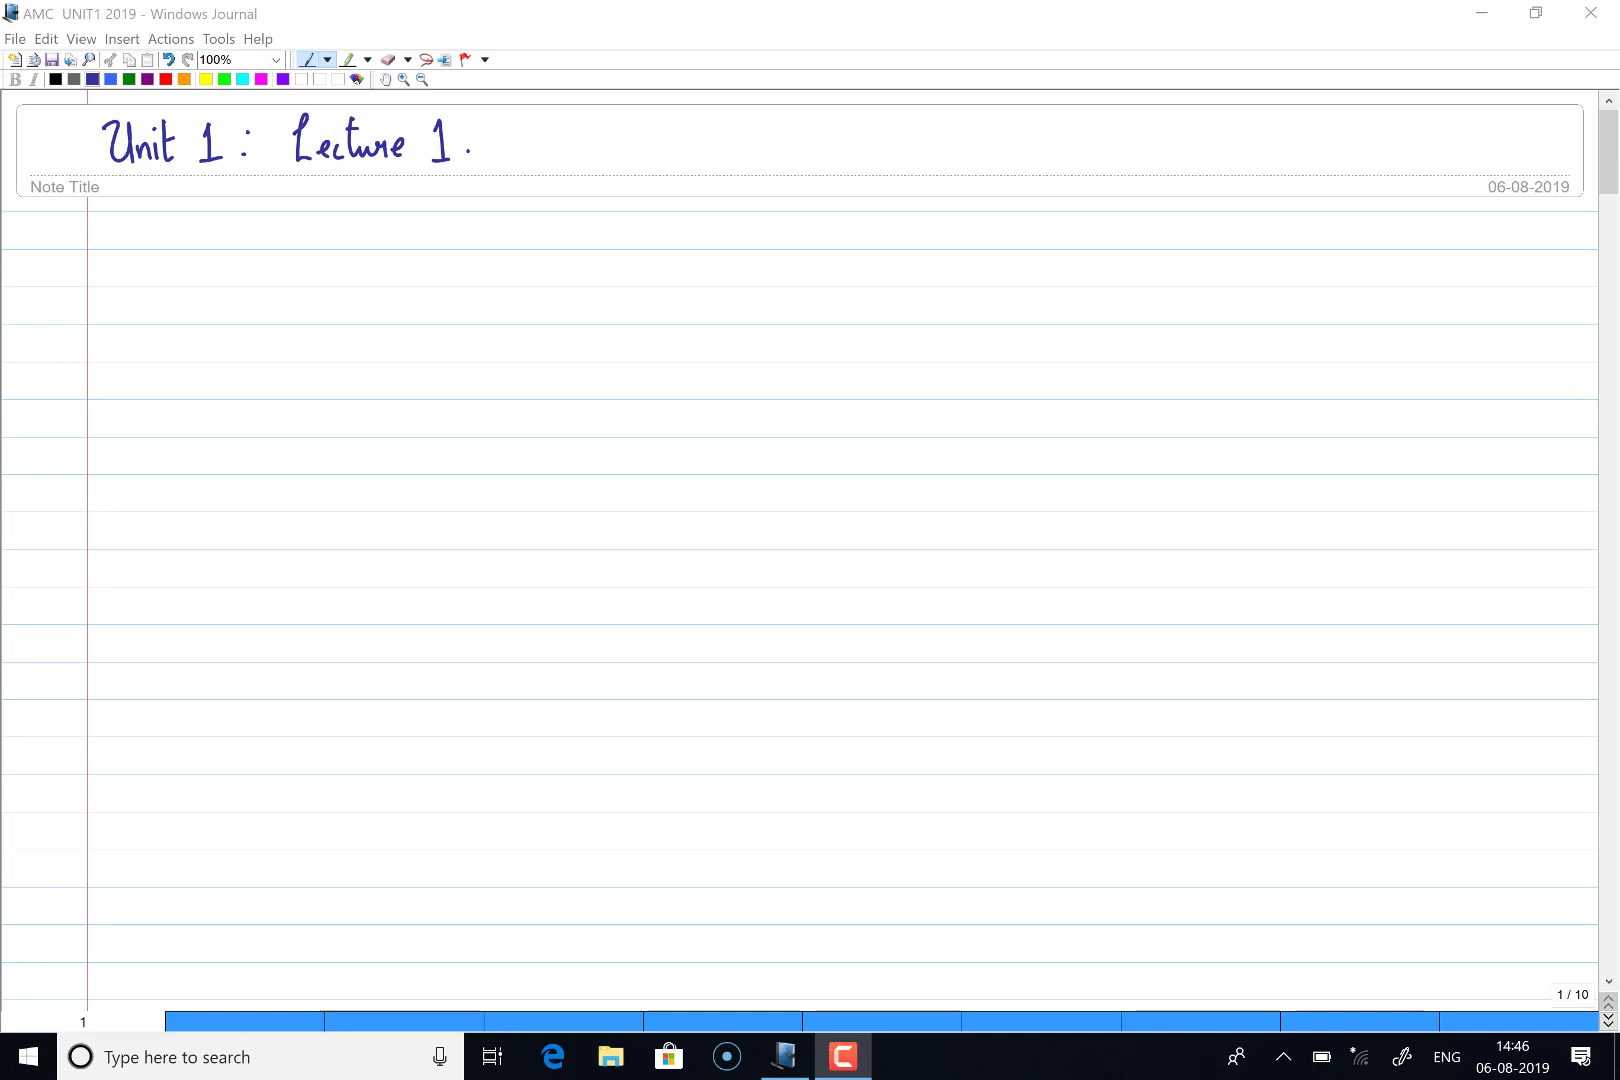 AMC  UNIT1 2019 - Windows Journal
File Edit View Insert Actions Tools Help
100%
B I
Unit 1 : Lecture 1.
Note Title 06-08-2019
1 / 10
1
Type here to search ENG 14:46
06-08-2019